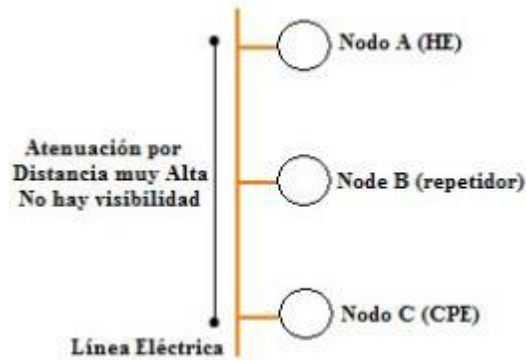 Nodo A (HE)
Atenuación por
Distancia muy Alta
No hay visibilidad
Node B (repetidor)
Nodo C (CPE)
Línea Eléctrica